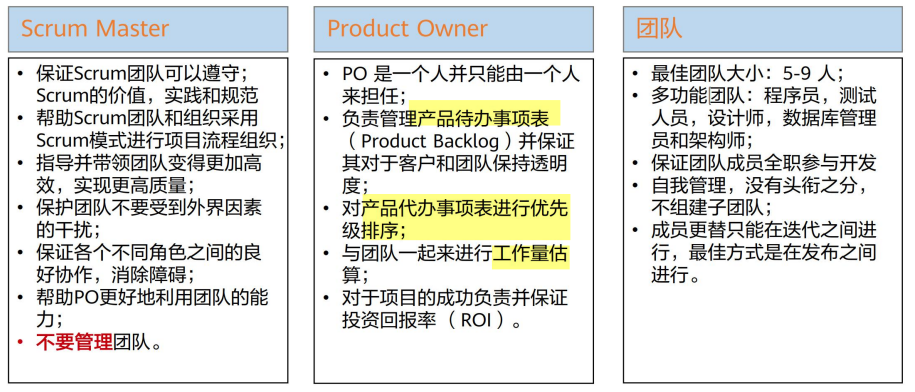 Scrum Master
• 保证Scrum团队可以遵守；
Scrum的价值，实践和规范
• 帮助Scrum团队和组织采用
Scrum模式进行项目流程组织；
• 指导并带领团队变得更加高
效，实现更高质量；
• 保护团队不要受到外界因素
的干扰；
• 保证各个不同角色之间的良
好协作，消除障碍；
• 帮助PO更好地利用团队的能
力；
• 不要管理团队。
Product Owner
• PO 是一个人并只能由一个人
来担任；
• 负责管理产品待办事项表
（ Product Backlog）并保证
其对于客户和团队保持透明
度；
• 对产品代办事项表进行优先
级排序；
• 与团队一起来进行工作量估
算；
• 对于项目的成功负责并保证
投资回报率 （ ROI ）。
团队
• 最佳团队大小：5-9 人；
• 多功能团队：程序员，测试
人员，设计师，数据库管理
员和架构师；
• 保证团队成员全职参与开发
• 自我管理，没有头衔之分，
不组建子团队；
• 成员更替只能在迭代之间进
行，最佳方式是在发布之间
进行。